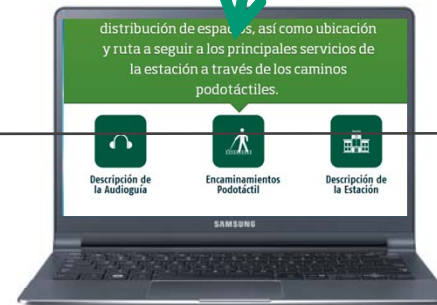 distribución de espacios, así como ubicación
y ruta a seguir a los principales servicios de
la estación a través de los caminos
podotáctiles.
Descripción de
la Audioguía
Encaminamientos
Podotáctil
Descripción de
la Estación
SAMSUNG